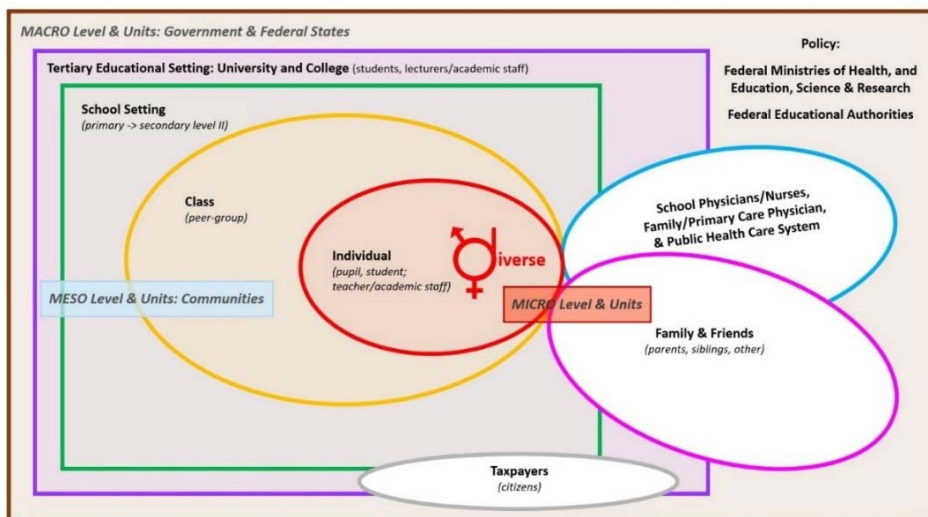 MACRO Level & Units: Government & Federal States
Policy:
Federal Ministries of Health, and
Education, Science & Research
Federal Educational Authorities
Tertiary Educational Setting: University and College (students, lecturers/academic staff)
School Setting
(primary -> secondary level II)
Class
(peer-group)
Individual
(pupil, student;
teacher/academic staff)
diverse
School Physicians/Nurses,
Family/Primary Care Physician,
& Public Health Care System
MESO Level & Units: Communities
MICRO Level & Units
Family & Friends
(parents, siblings, other)
Taxpayers
(citizens)